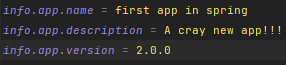 info.app.name = first app in spring
info.app.description = A cray new app!!!
info.app.version = 2.0.0